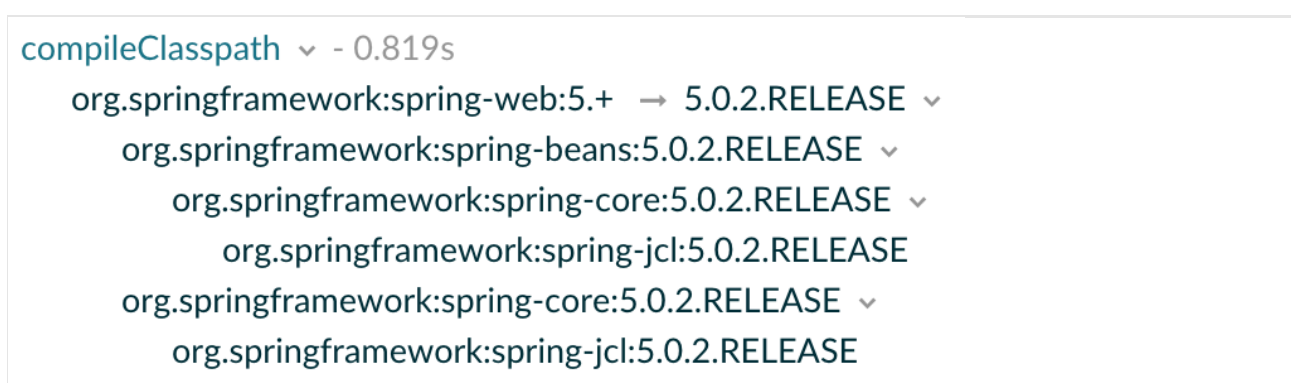 compileClasspath - 0.819s
org.springframework:spring-web:5.+ → 5.0.2.RELEASE
org.springframework:spring-beans:5.0.2.RELEASE
org.springframework:spring-core:5.0.2.RELEASE
org.springframework:spring-jcl:5.0.2.RELEASE
org.springframework:spring-core:5.0.2.RELEASE
org.springframework:spring-jcl:5.0.2.RELEASE